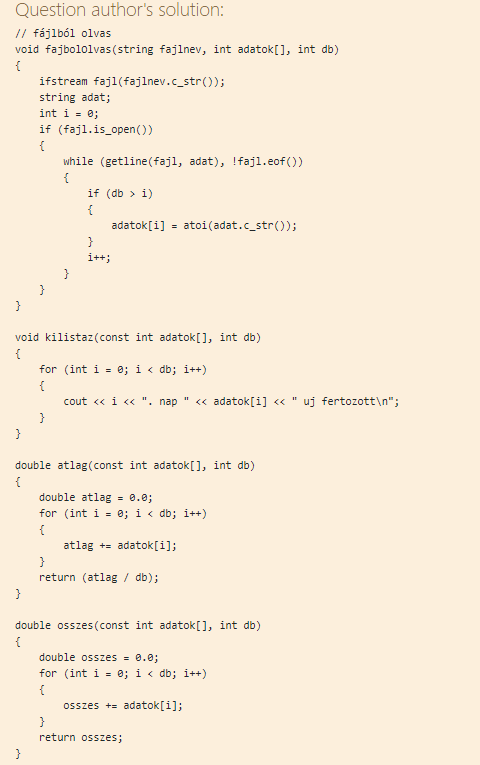 Question author's solution:
// fájlból olvas
void fajbolOlvas(string fajlnev, int adatok[], int db)
{
    ifstream fajl(fajlnev.c_str());
    string adat;
    int i = 0;
    if (fajl.is_open())
    {
        while (getline(fajl, adat), !fajl.eof())
        {
            if (db > i)
            {
                adatok[i] = atoi(adat.c_str());
            }
            i++;
        }
    }
}

void kilistaz(const int adatok[], int db)
{
    for (int i = 0; i < db; i++)
    {
        cout << i << ". nap " << adatok[i] << " uj fertozott\n";
    }
}

double atlag(const int adatok[], int db)
{
    double atlag = 0.0;
    for (int i = 0; i < db; i++)
    {
        atlag += adatok[i];
    }
    return (atlag / db);
}

double osszes(const int adatok[], int db)
{
    double osszes = 0.0;
    for (int i = 0; i < db; i++)
    {
        osszes += adatok[i];
    }
    return osszes;
}